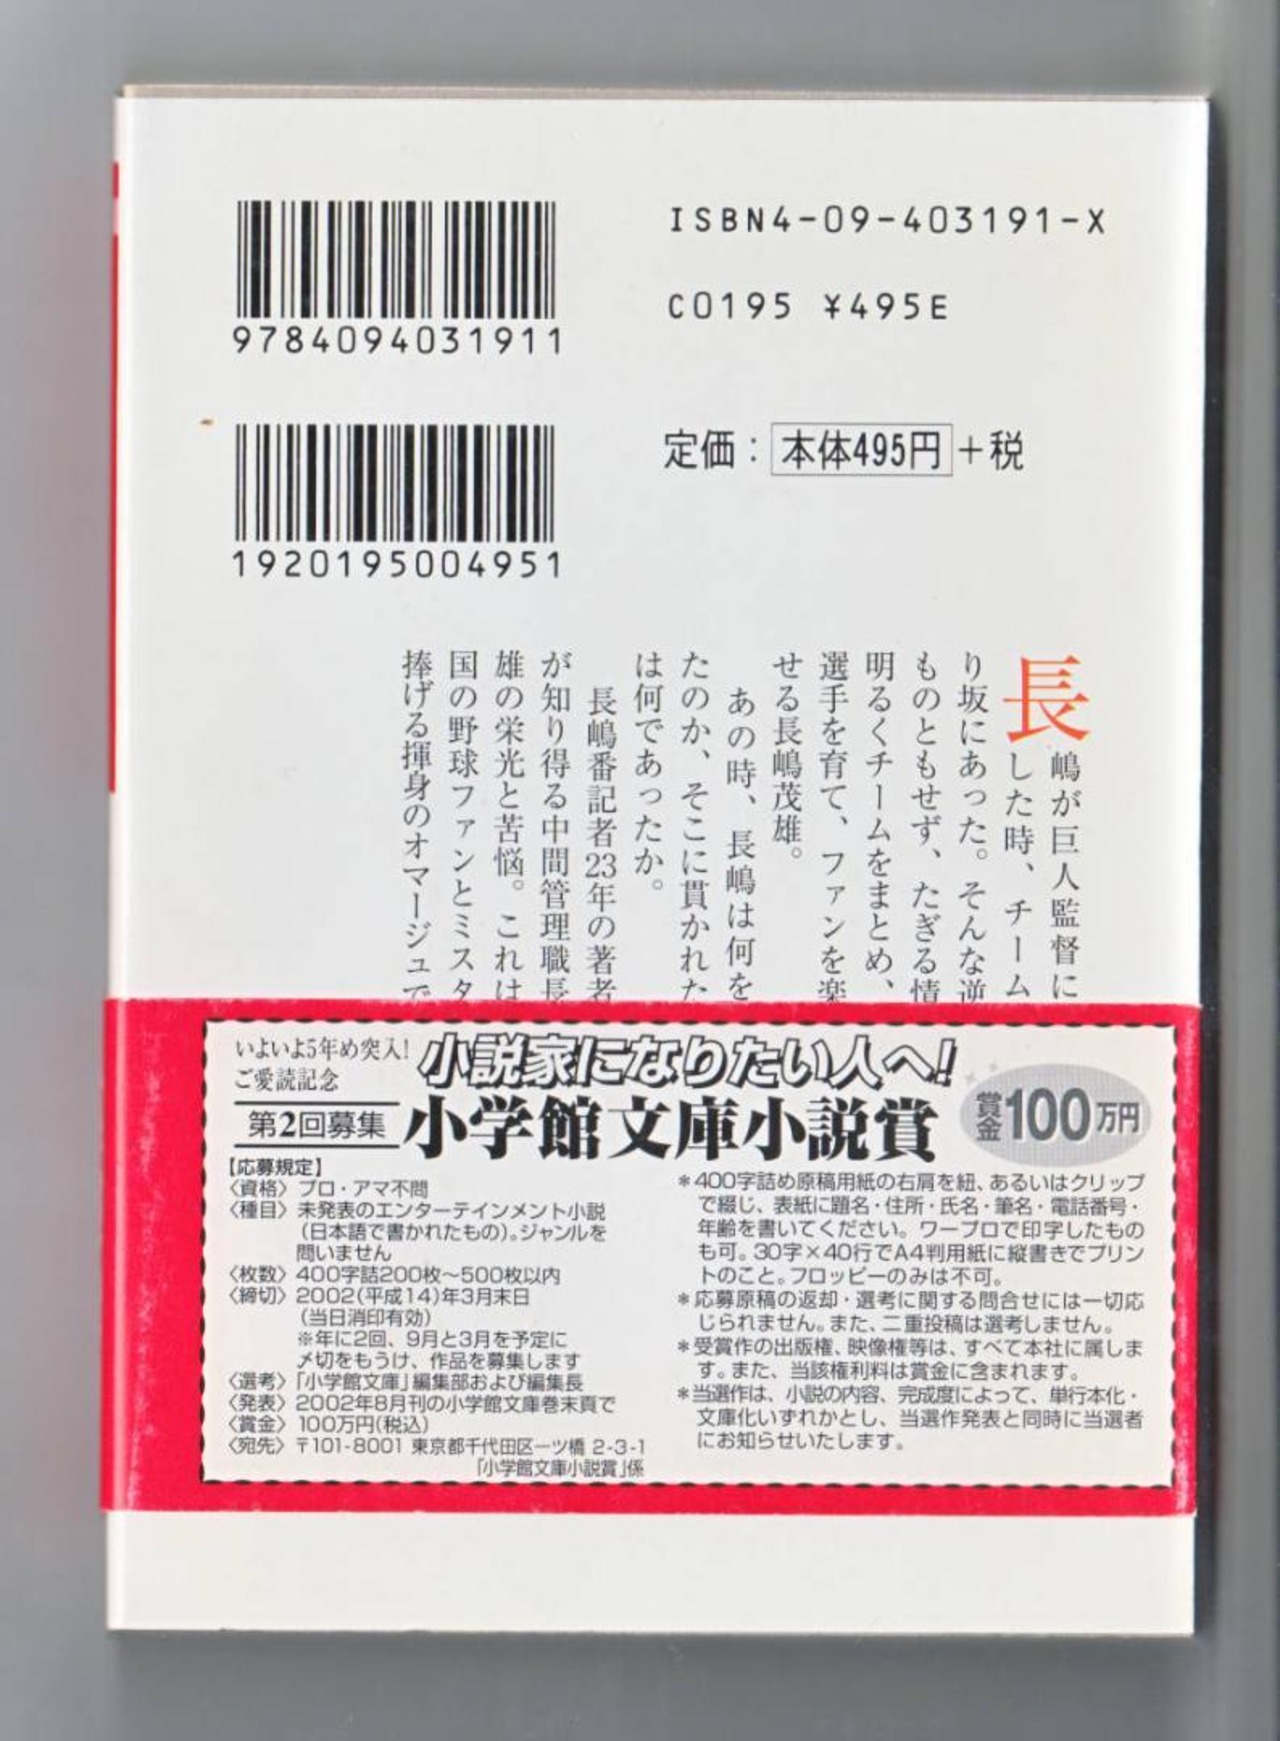 9784094031911
ISBN4-09-403191-X
C0195 ¥495E
1920195004951
定価：本体495円＋税
長嶋が巨人監督に
した時、チーム
り坂にあった。そんな逆
ものともせず、たぎる情
明るくチームをまとめ、
選手を育て、ファンを楽
せる長嶋茂雄。
あの時、長嶋は何を
たのか、そこに貫かれた
は何であったか。
長嶋番記者23年の著者
が知り得る中間管理職長
雄の栄光と苦悩。これは
国の野球ファンとミスタ
捧げる揮身のオマージュで
いよいよ5年め突入！
ご愛読記念
小説家になりたい人へ！
第2回募集
小学館文庫小説賞
賞金100万円
【応募規定】
〈資格〉プロ・アマ不問
〈種目〉未発表のエンターテインメント小説
（日本語で書かれたもの）。ジャンルを
問いません
〈枚数〉400字詰200枚〜500枚以内
〈締切〉2002(平成14)年3月末日
（当日消印有効）
※年に2回、9月と3月を予定に
〆切をもうけ、作品を募集します
〈選考〉「小学館文庫」編集部および編集長
〈発表〉2002年8月刊の小学館文庫巻末頁で
〈賞金〉100万円(税込)
〈宛先〉〒101-8001 東京都千代田区一ツ橋 2-3-1
「小学館文庫小説賞」係
＊400字詰め原稿用紙の右肩を紐、あるいはクリップ
で綴じ、表紙に題名・住所・氏名・筆名・電話番号・
年齢を書いてください。ワープロで印字したもの
も可。30字×40行でA4判用紙に縦書きでプリン
トのこと。フロッピーのみは不可。
＊応募原稿の返却・選考に関する問合せには一切応
じられません。また、二重投稿は選考しません。
＊受賞作の出版権、映像権等は、すべて本社に属しま
す。また、当該権利料は賞金に含まれます。
＊当選作は、小説の内容、完成度によって、単行本化・
文庫化いずれかとし、当選作発表と同時に当選者
にお知らせいたします。